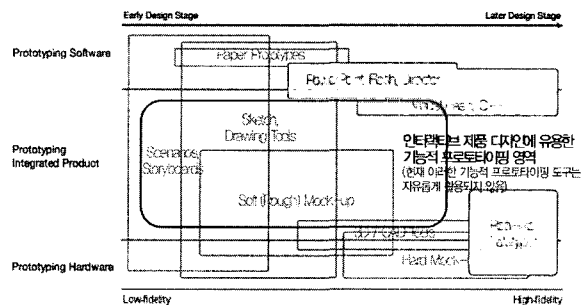 Early Design Stage
Later Design Stage
Prototyping Software
Paper Prototypes
Director
Sketch,
Drawing Tools
인터랙티브 제품 디자인에 유용한
기능적 프로토타이핑 영역
(현재 이러한 기능적 프로토타이핑 도구는
자유롭게 활용되지 않음)
Prototyping
Integrated Product
Scenarios,
Storyboards
Soft (Rough) Mock-up
Prototyping Hardware
Hard Mock-
Low-fidelity
High-fidelity